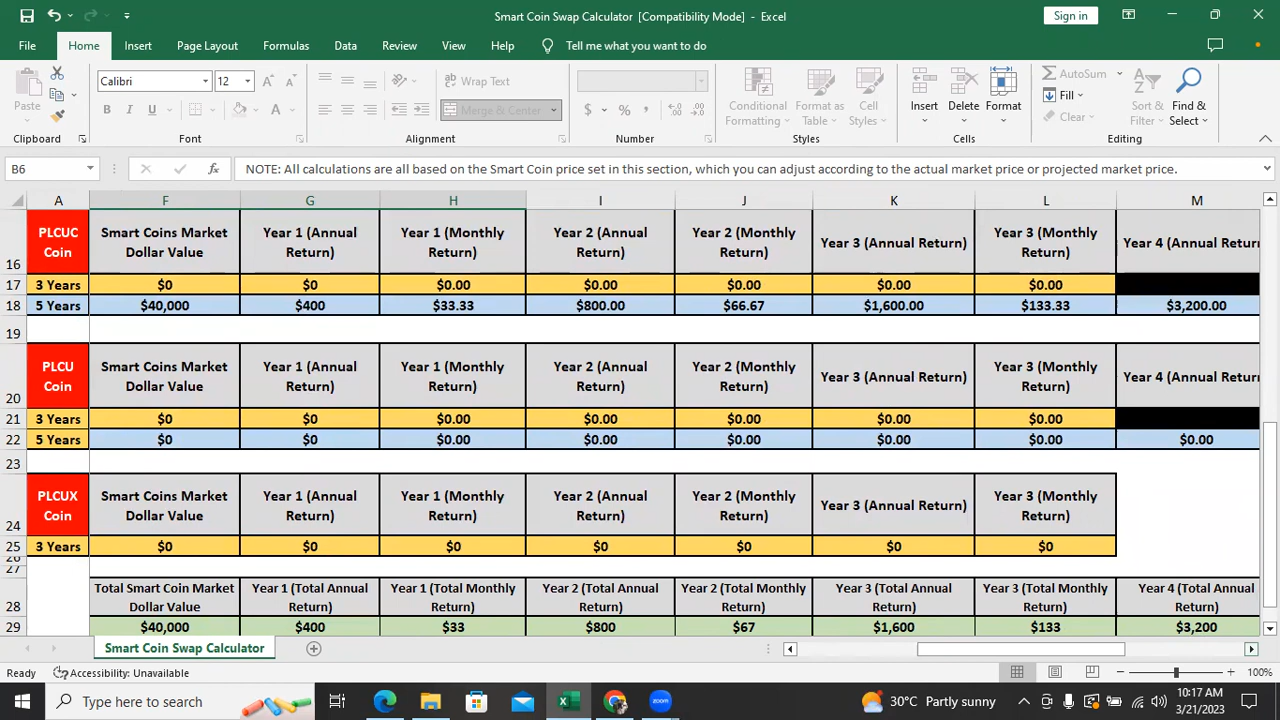 Smart Coin Swap Calculator [Compatibility Mode] - Excel
Sign in
File Home Insert Page Layout Formulas Data Review View Help Tell me what you want to do
Paste
Calibri 12
B I U A
Wrap Text
Merge & Center
$ % ,
Conditional Formatting
Format as Table
Cell Styles
Insert Delete Format
AutoSum
Fill
Clear
Sort & Filter
Find & Select
Clipboard Font Alignment Number Styles Cells Editing
B6 fx NOTE: All calculations are all based on the Smart Coin price set in this section, which you can adjust according to the actual market price or projected market price.
A F G H I J K L M
16 PLCUC Coin Smart Coins Market Dollar Value Year 1 (Annual Return) Year 1 (Monthly Return) Year 2 (Annual Return) Year 2 (Monthly Return) Year 3 (Annual Return) Year 3 (Monthly Return) Year 4 (Annual Return
17 3 Years $0 $0 $0.00 $0.00 $0.00 $0.00 $0.00
18 5 Years $40,000 $400 $33.33 $800.00 $66.67 $1,600.00 $133.33 $3,200.00
19
20 PLCU Coin Smart Coins Market Dollar Value Year 1 (Annual Return) Year 1 (Monthly Return) Year 2 (Annual Return) Year 2 (Monthly Return) Year 3 (Annual Return) Year 3 (Monthly Return) Year 4 (Annual Return
21 3 Years $0 $0 $0.00 $0.00 $0.00 $0.00 $0.00
22 5 Years $0 $0 $0.00 $0.00 $0.00 $0.00 $0.00 $0.00
23
24 PLCUX Coin Smart Coins Market Dollar Value Year 1 (Annual Return) Year 1 (Monthly Return) Year 2 (Annual Return) Year 2 (Monthly Return) Year 3 (Annual Return) Year 3 (Monthly Return)
25 3 Years $0 $0 $0 $0 $0 $0 $0
26
27
28 Total Smart Coin Market Dollar Value Year 1 (Total Annual Return) Year 1 (Total Monthly Return) Year 2 (Total Annual Return) Year 2 (Total Monthly Return) Year 3 (Total Annual Return) Year 3 (Total Monthly Return) Year 4 (Total Annual Return)
29 $40,000 $400 $33 $800 $67 $1,600 $133 $3,200
Smart Coin Swap Calculator
Ready Accessibility: Unavailable 100%
Type here to search
zoom
30°C Partly sunny
10:17 AM
3/21/2023